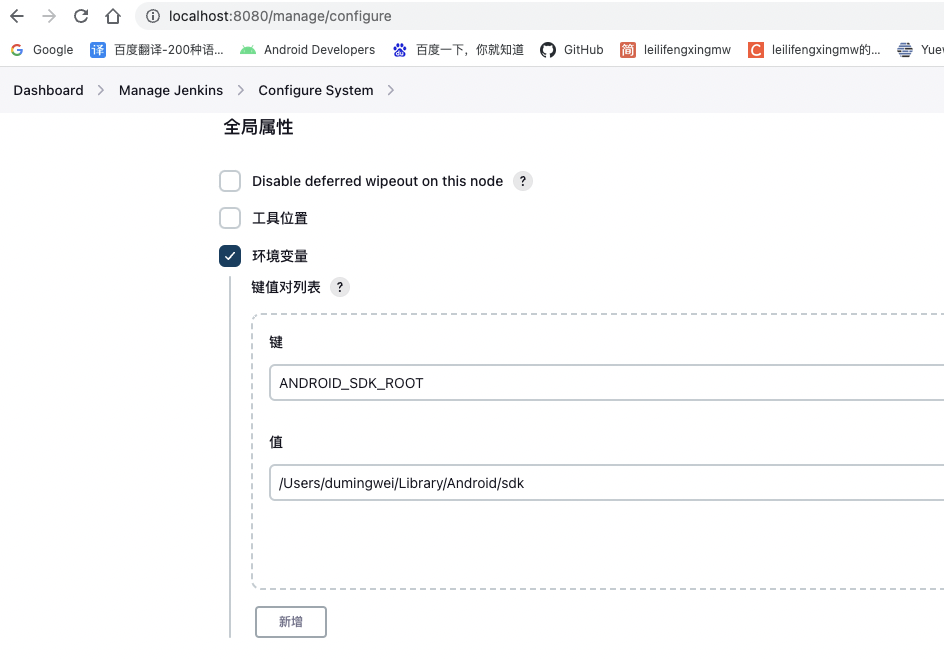 localhost:8080/manage/configure
Google 译 百度翻译-200种语... Android Developers 百度一下，你就知道 GitHub 简 leilifengxingmw C leilifengxingmw的...
Dashboard > Manage Jenkins > Configure System >
全局属性
Disable deferred wipeout on this node ?
工具位置
环境变量
键值对列表 ?
键
ANDROID_SDK_ROOT
值
/Users/dumingwei/Library/Android/sdk
新增